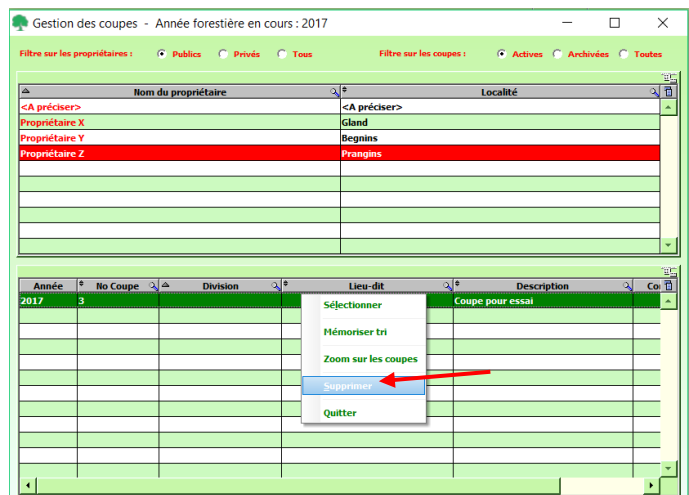 Gestion des coupes - Année forestière en cours : 2017
Filtre sur les propriétaires : Publics Privés Tous Filtre sur les coupes : Actives Archivées Toutes
Nom du propriétaire Localité
<A préciser> <A préciser>
Propriétaire X Gland
Propriétaire Y Begnins
Propriétaire Z Prangins
Année No Coupe Division Lieu-dit Description Co
2017 3 Coupe pour essai
Sélectionner
Mémoriser tri
Zoom sur les coupes
Supprimer
Quitter